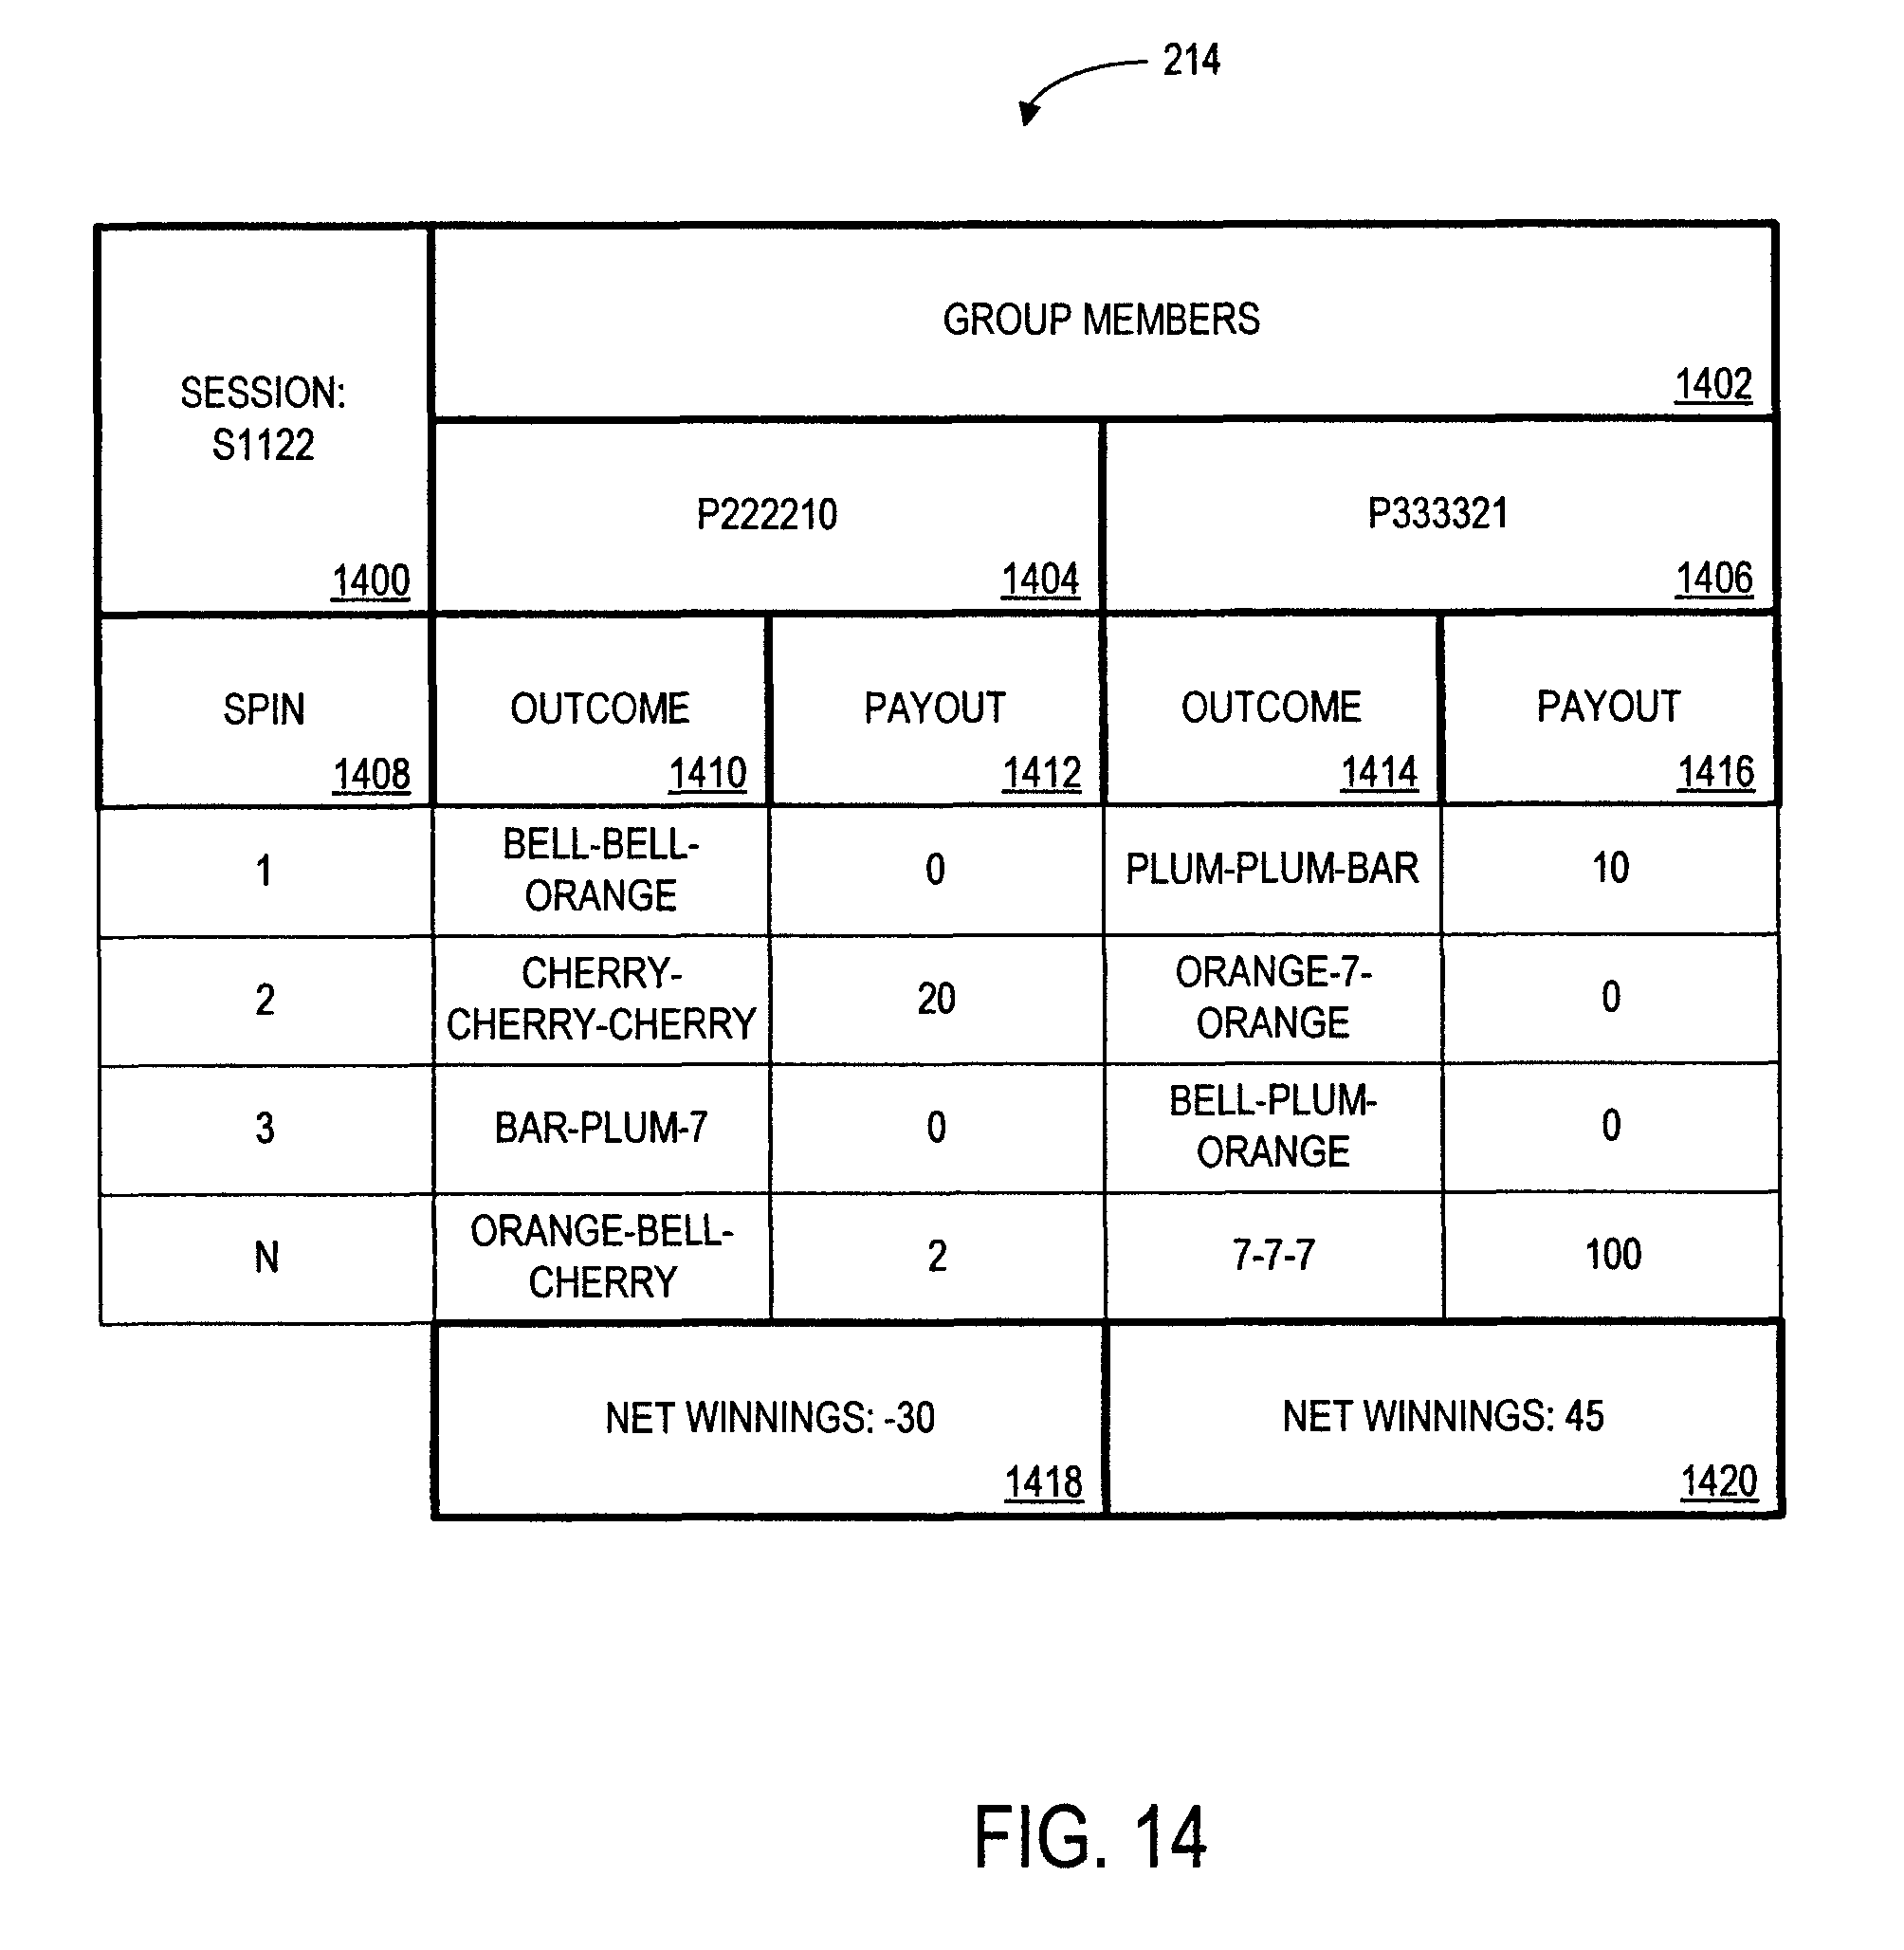 214
GROUP MEMBERS
1402
SESSION:
S1122
1400
P222210
1404
P333321
1406
SPIN
1408
OUTCOME
1410
PAYOUT
1412
OUTCOME
1414
PAYOUT
1416
1
BELL-BELL-
ORANGE
0
PLUM-PLUM-BAR
10
2
CHERRY-
CHERRY-CHERRY
20
ORANGE-7-
ORANGE
0
3
BAR-PLUM-7
0
BELL-PLUM-
ORANGE
0
N
ORANGE-BELL-
CHERRY
2
7-7-7
100
NET WINNINGS: -30
1418
NET WINNINGS: 45
1420
FIG. 14